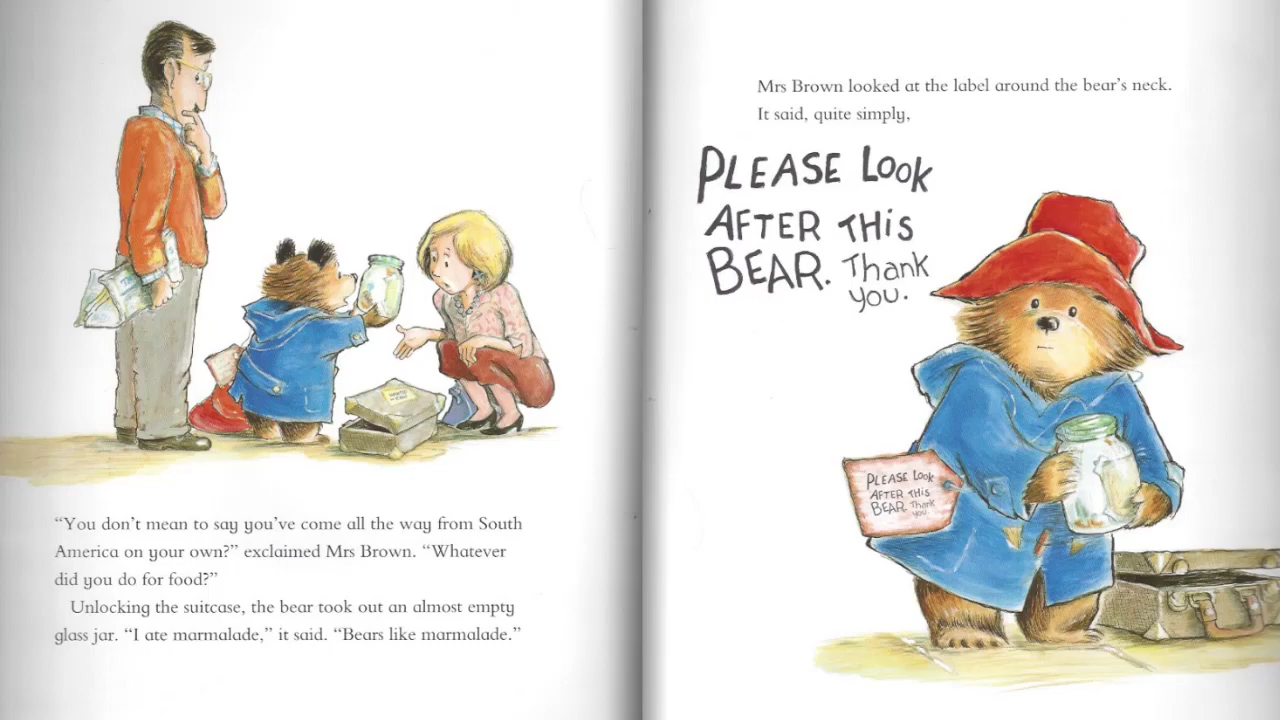 “You don’t mean to say you’ve come all the way from South
America on your own?” exclaimed Mrs Brown. “Whatever
did you do for food?”
Unlocking the suitcase, the bear took out an almost empty
glass jar. “I ate marmalade,” it said. “Bears like marmalade.”
Mrs Brown looked at the label around the bear’s neck.
It said, quite simply,
PLEASE LOOK
AFTER THIS
BEAR. Thank
you.
PLEASE LOOK
AFTER THIS
BEAR Thank
you.